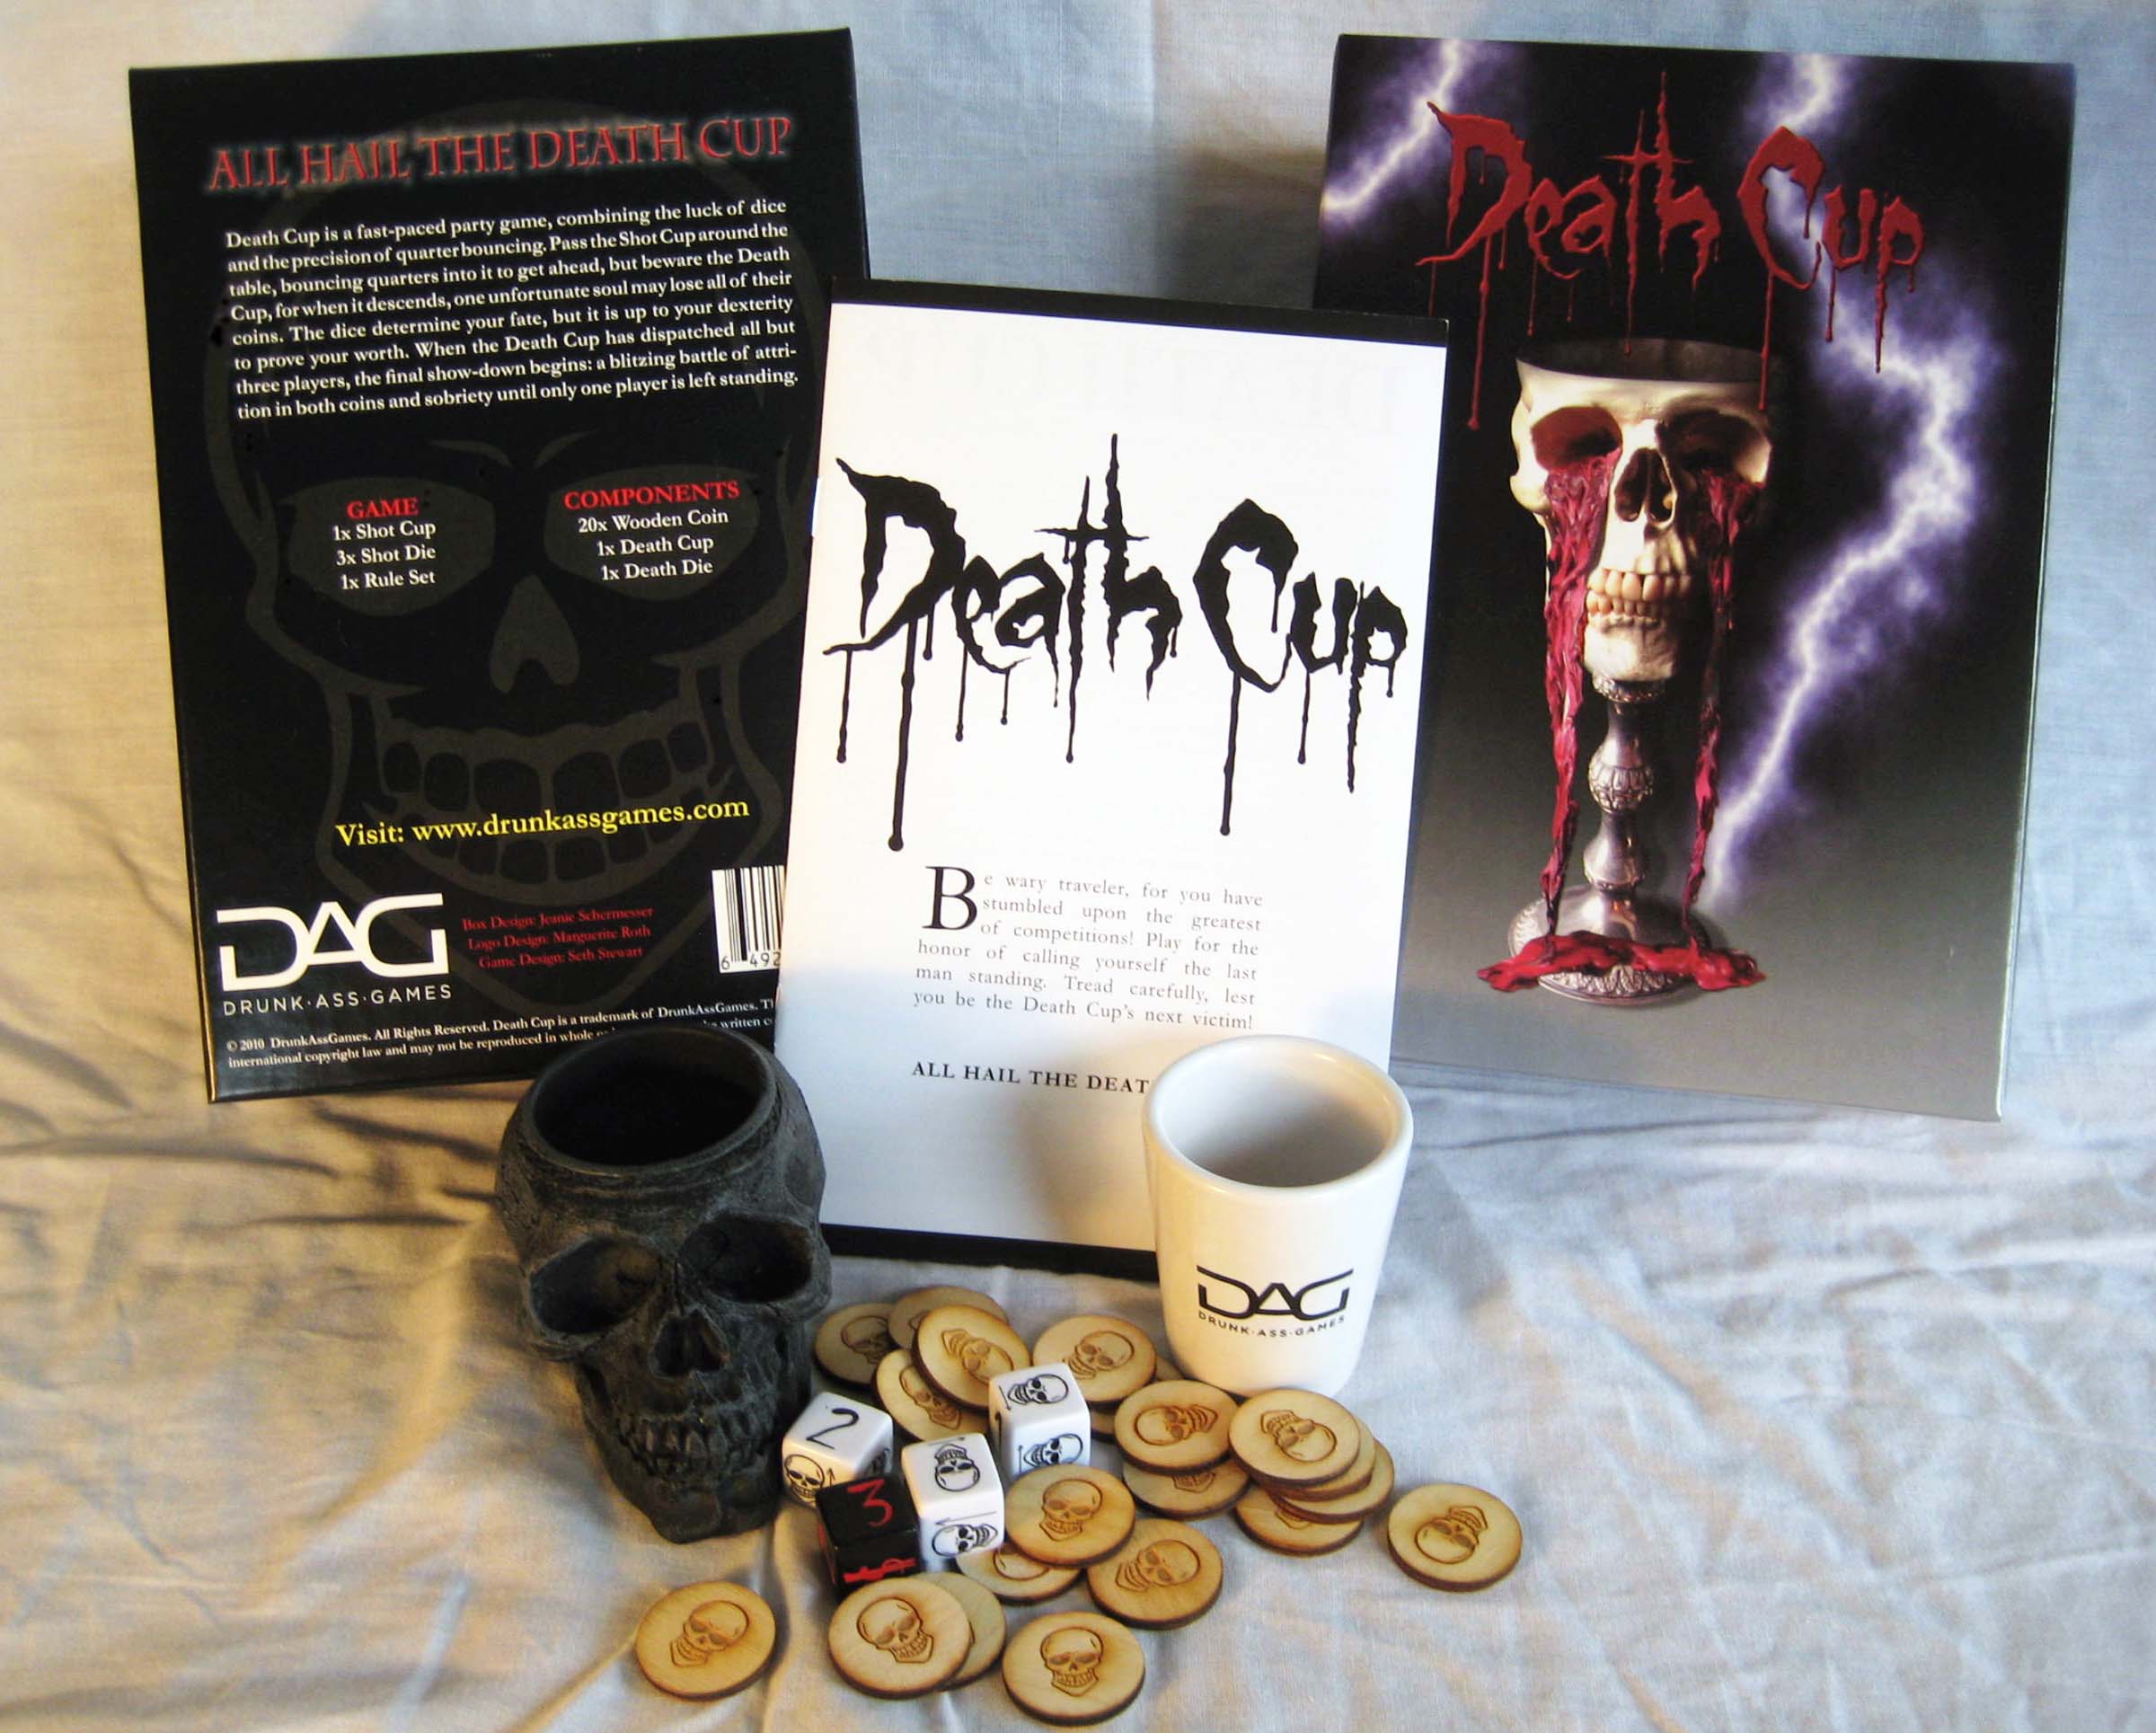 ALL HAIL THE DEATH CUP
Death Cup is a fast-paced party game, combining the luck of dice
and the precision of quarter bouncing. Pass the Shot Cup around the
table, bouncing quarters into it to get ahead, but beware the Death
Cup, for when it descends, one unfortunate soul may lose all of their
coins. The dice determine your fate, but it is up to your dexterity
to prove your worth. When the Death Cup has dispatched all but
three players, the final show-down begins: a blitzing battle of attri-
tion in both coins and sobriety until only one player is left standing.
GAME
1x Shot Cup
3x Shot Die
1x Rule Set
COMPONENTS
20x Wooden Coin
1x Death Cup
1x Death Die
Visit: www.drunkassgames.com
DAG
DRUNK·ASS·GAMES
Box Design: Jeanie Schermesser
Logo Design: Marguerite Roth
Game Design: Seth Stewart
6 492
© 2010 DrunkAssGames. All Rights Reserved. Death Cup is a trademark of DrunkAssGames.
international copyright law and may not be reproduced in whole written
Death Cup
Be wary traveler, for you have
stumbled upon the greatest
of competitions! Play for the
honor of calling yourself the last
man standing. Tread carefully, lest
you be the Death Cup's next victim!
ALL HAIL THE DEAT
Death Cup
DAG
DRUNK·ASS·GAMES
2
3